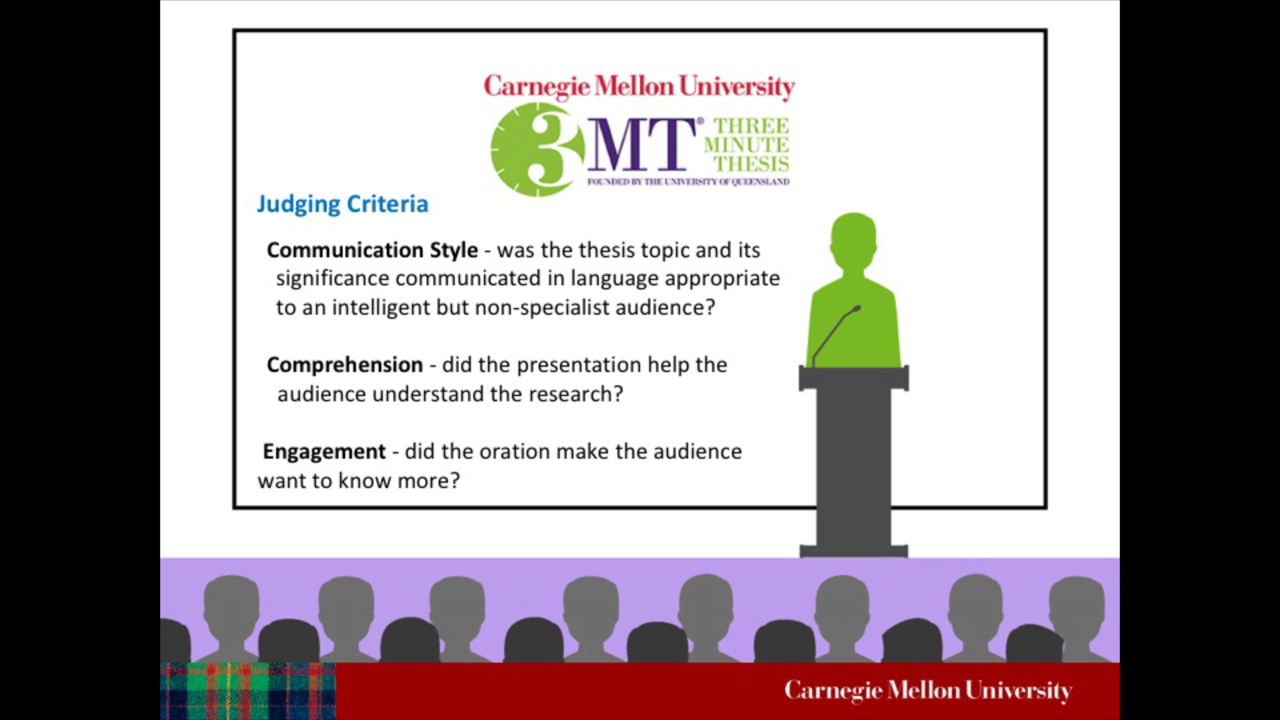 Carnegie Mellon University
3MT® THREE
MINUTE
THESIS
FOUNDED BY THE UNIVERSITY OF QUEENSLAND
Judging Criteria
Communication Style - was the thesis topic and its
significance communicated in language appropriate
to an intelligent but non-specialist audience?
Comprehension - did the presentation help the
audience understand the research?
Engagement - did the oration make the audience
want to know more?
Carnegie Mellon University